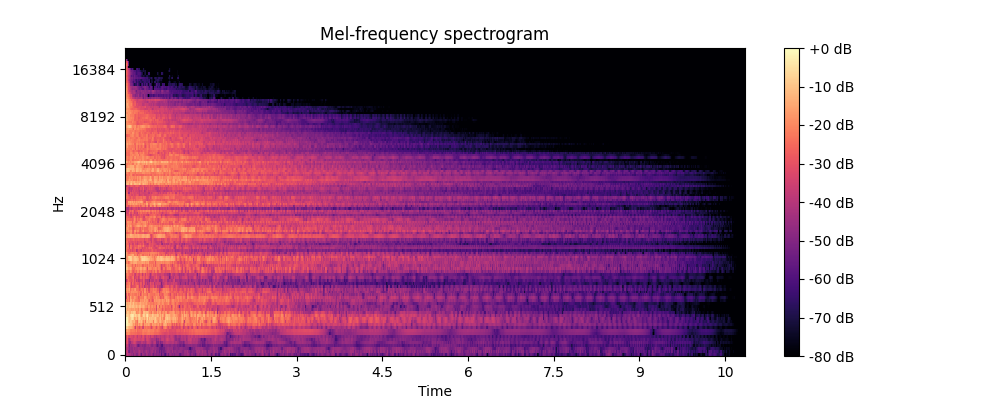 Mel-frequency spectrogram
Hz
16384
8192
4096
2048
1024
512
0
0 1.5 3 4.5 6 7.5 9 10
Time
+0 dB
-10 dB
-20 dB
-30 dB
-40 dB
-50 dB
-60 dB
-70 dB
-80 dB